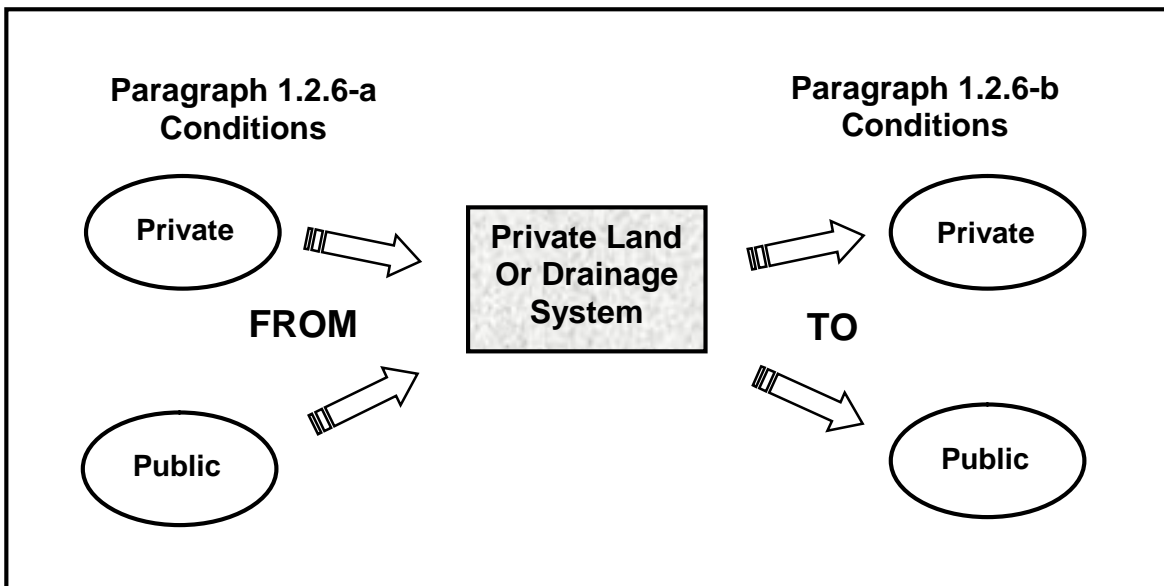 Paragraph 1.2.6-a
Conditions
Private
FROM
Public
Private Land
Or Drainage
System
Paragraph 1.2.6-b
Conditions
Private
TO
Public